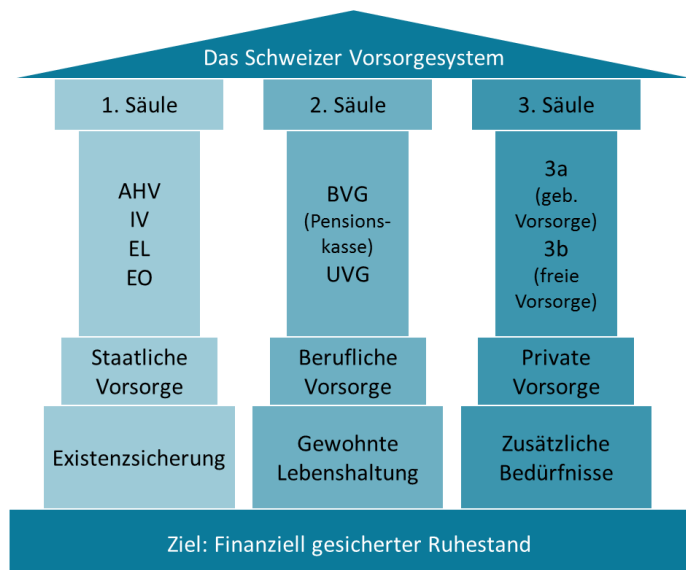 Das Schweizer Vorsorgesystem
1. Säule
AHV
IV
EL
EO
Staatliche
Vorsorge
Existenzsicherung
2. Säule
BVG
(Pensions-
kasse)
UVG
Berufliche
Vorsorge
Gewohnte
Lebenshaltung
3. Säule
3a
(geb.
Vorsorge)
3b
(freie
Vorsorge)
Private
Vorsorge
Zusätzliche
Bedürfnisse
Ziel: Finanziell gesicherter Ruhestand